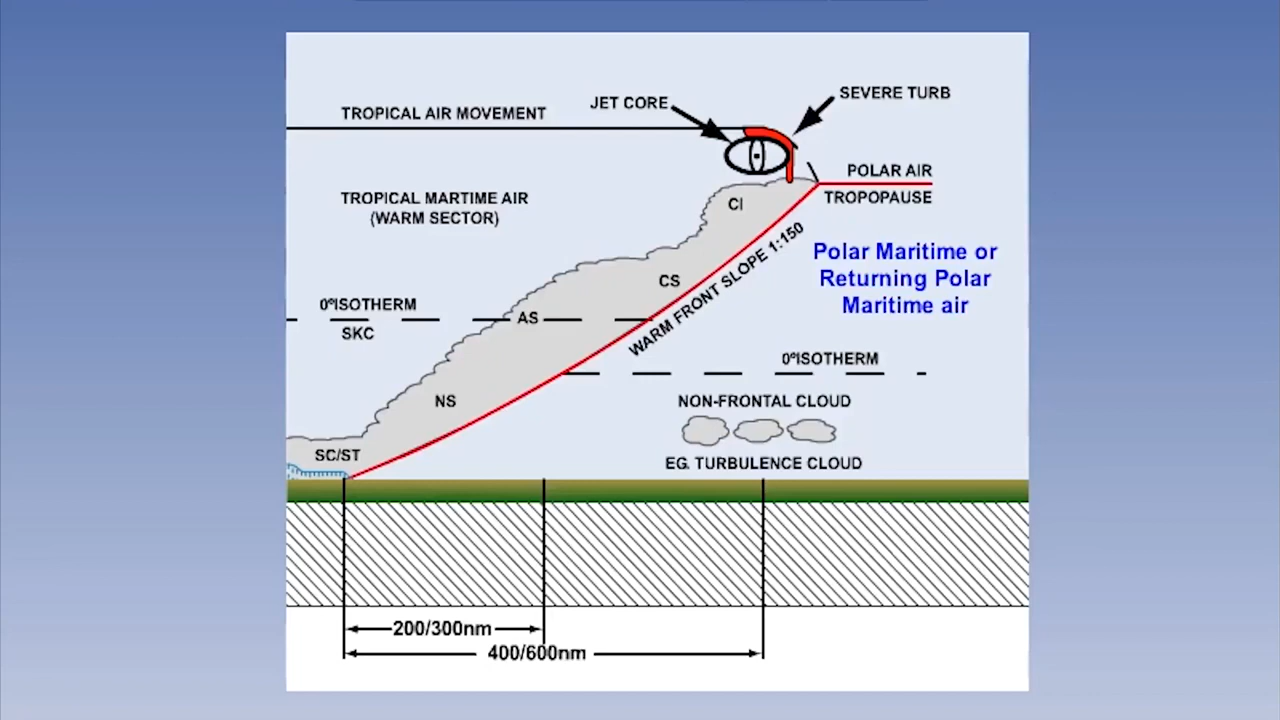 TROPICAL AIR MOVEMENT
JET CORE
SEVERE TURB
POLAR AIR
TROPOPAUSE
TROPICAL MARTIME AIR
(WARM SECTOR)
CI
Polar Maritime or
Returning Polar
Maritime air
CS
WARM FRONT SLOPE 1:150
0ºISOTHERM
AS
SKC
0ºISOTHERM
NS
NON-FRONTAL CLOUD
SC/ST
EG. TURBULENCE CLOUD
200/300nm
400/600nm